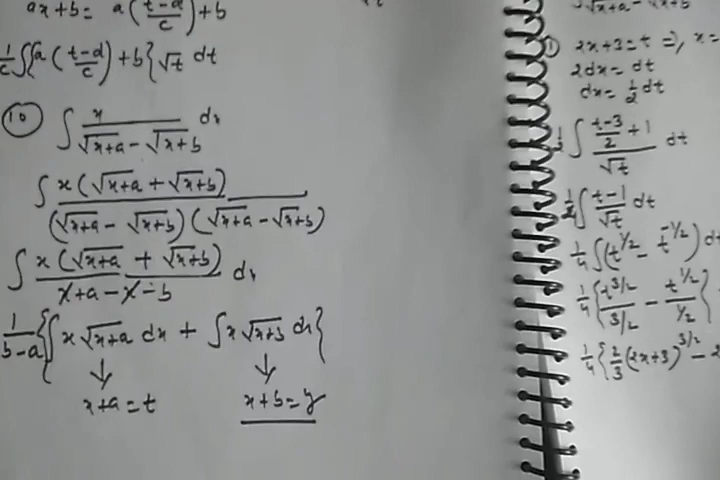 ax+b = a(t-d/c)+b
1/c ∫{a(t-d/c)+b{√t dt
10 ∫ x/(√x+a - √x+b) dx
∫ x(√x+a + √x+b)/((√x+a - √x+b)(√x+a - √x+b))
∫ x(√x+a + √x+b)/(x+a-x-b) dx
1/(b-a) {∫x√x+a dx + ∫x√x+b dx}
↓ ↓
x+a=t x+b=y
2x+3=t ⇒, x=
2dx=dt
dx=1/2 dt
1/2 ∫ ((t-3)/2+1)/√t dt
∫ (t-1)/√t dt
1/4 ∫(t^1/2 - t^-1/2) dt
1/4 {t^3/2/(3/2) - t^1/2/(1/2)}
1/4 {2/3 (2x+3)^3/2 - 2